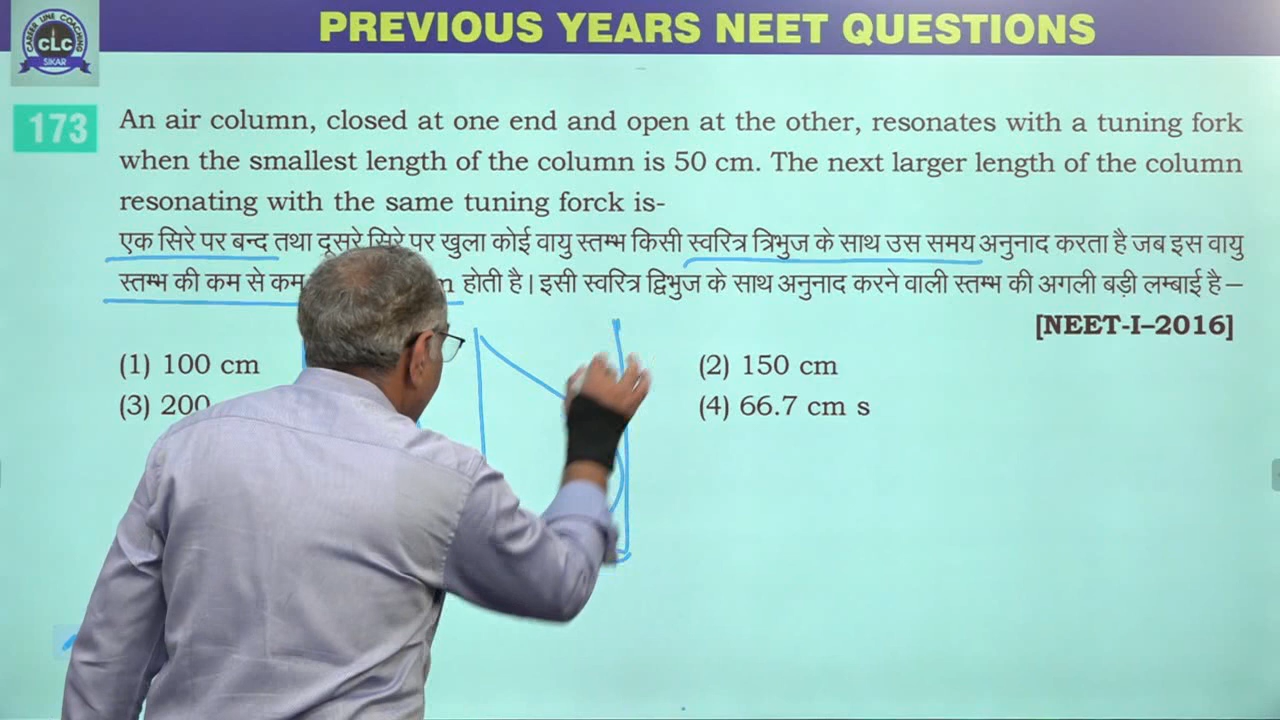 PREVIOUS YEARS NEET QUESTIONS
CAREER LINE COACHING
CLC
SIKAR
173
An air column, closed at one end and open at the other, resonates with a tuning fork
when the smallest length of the column is 50 cm. The next larger length of the column
resonating with the same tuning forck is-
एक सिरे पर बन्द तथा दूसरे सिरे पर खुला कोई वायु स्तम्भ किसी स्वरित्र त्रिभुज के साथ उस समय अनुनाद करता है जब इस वायु
स्तम्भ की कम से कम होती है। इसी स्वरित्र द्विभुज के साथ अनुनाद करने वाली स्तम्भ की अगली बड़ी लम्बाई है–
[NEET-I–2016]
(1) 100 cm
(2) 150 cm
(3) 200
(4) 66.7 cm s